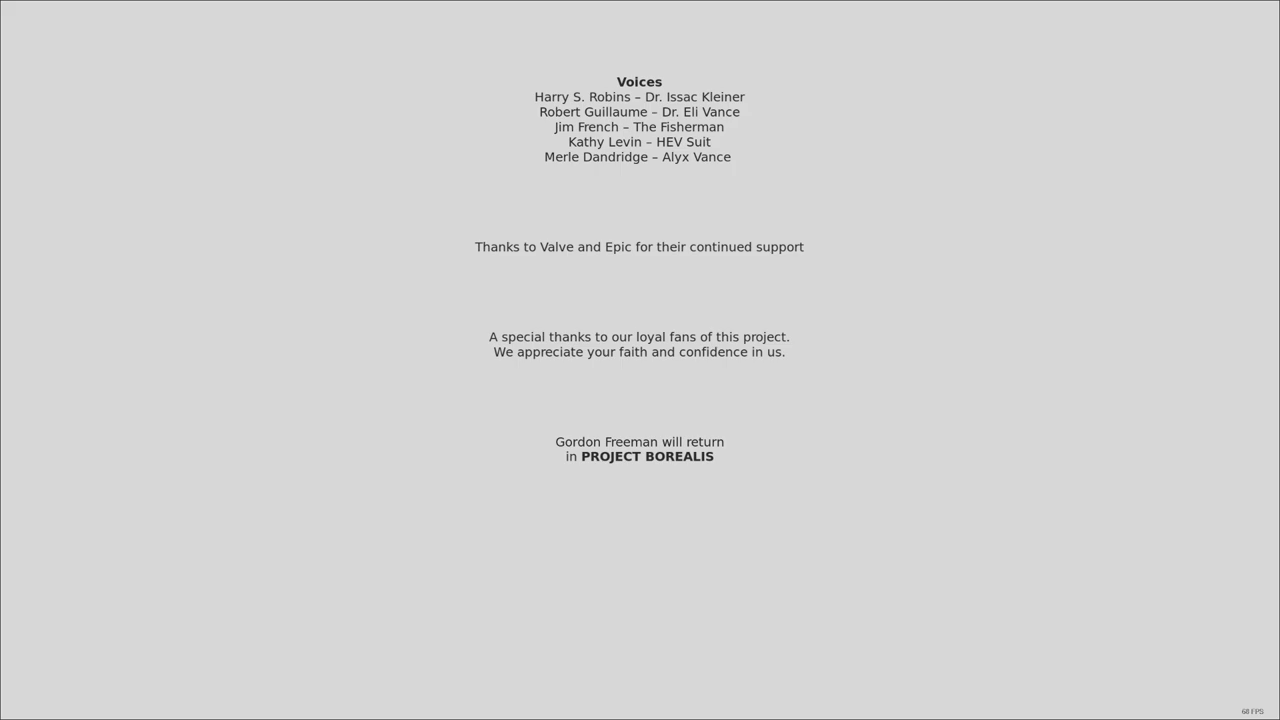 Voices
Harry S. Robins – Dr. Issac Kleiner
Robert Guillaume – Dr. Eli Vance
Jim French – The Fisherman
Kathy Levin – HEV Suit
Merle Dandridge – Alyx Vance
Thanks to Valve and Epic for their continued support
A special thanks to our loyal fans of this project.
We appreciate your faith and confidence in us.
Gordon Freeman will return
in PROJECT BOREALIS
68 FPS